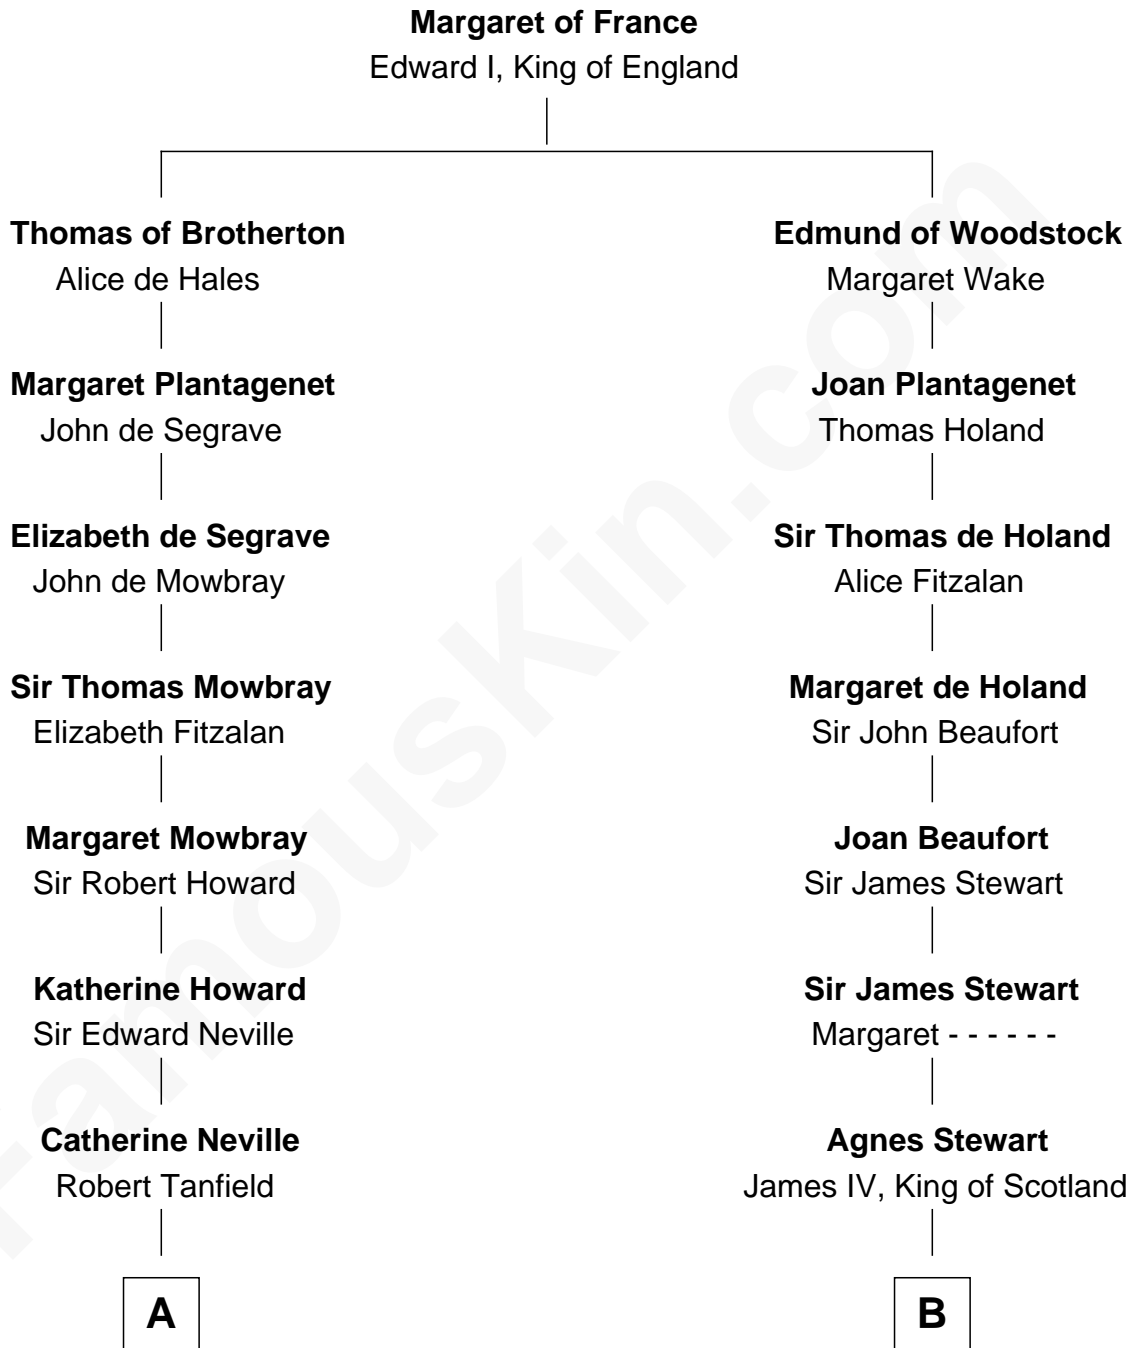 Margaret of France
Edward I, King of England
Thomas of Brotherton
Alice de Hales
Edmund of Woodstock
Margaret Wake
Margaret Plantagenet
John de Segrave
Joan Plantagenet
Thomas Holand
Elizabeth de Segrave
John de Mowbray
Sir Thomas de Holand
Alice Fitzalan
Sir Thomas Mowbray
Elizabeth Fitzalan
Margaret de Holand
Sir John Beaufort
Margaret Mowbray
Sir Robert Howard
Joan Beaufort
Sir James Stewart
Katherine Howard
Sir Edward Neville
Sir James Stewart
Margaret - - - - - -
Catherine Neville
Robert Tanfield
Agnes Stewart
James IV, King of Scotland
A
B
FamousKin.com